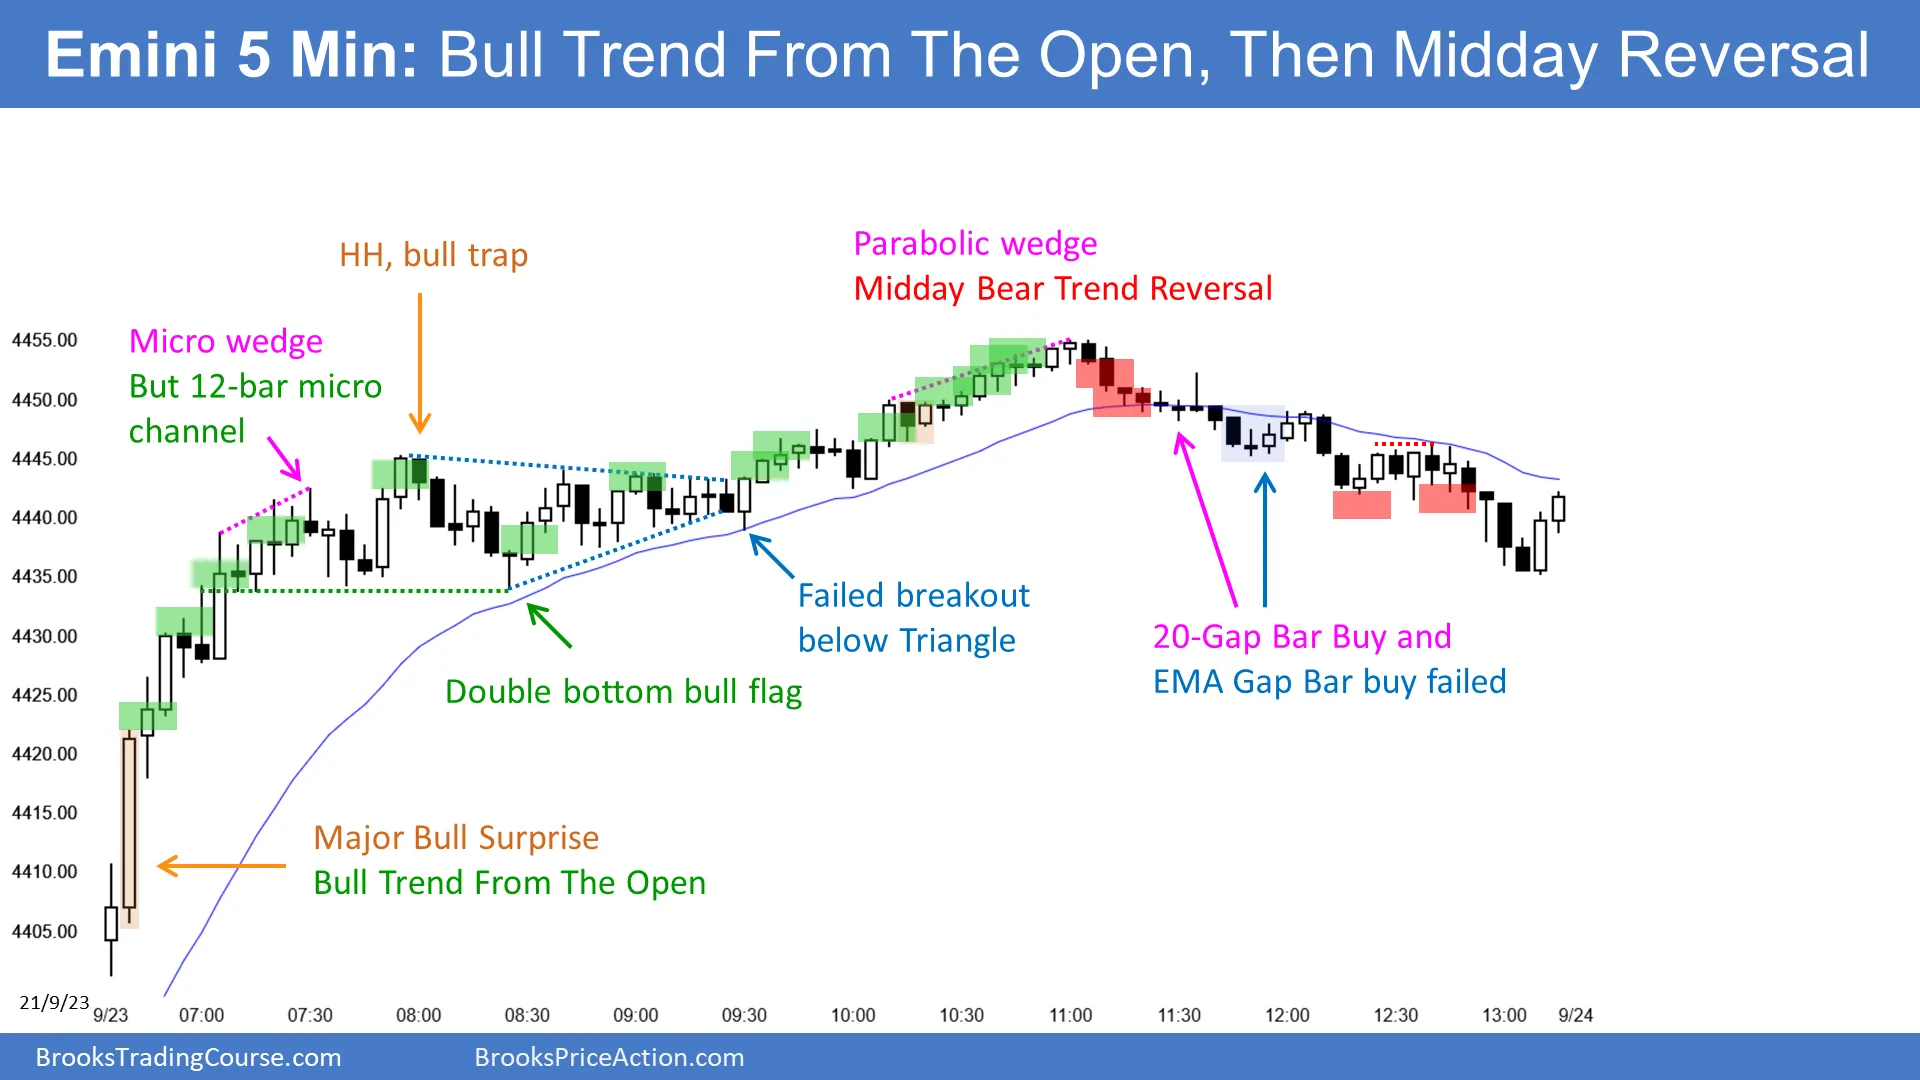 Emini 5 Min: Bull Trend From The Open, Then Midday Reversal
HH, bull trap
Parabolic wedge
Midday Bear Trend Reversal
Micro wedge
But 12-bar micro
channel
4455.00
4450.00
4445.00
4440.00
4435.00
4430.00
4425.00
4420.00
4415.00
4410.00
4405.00
Failed breakout
below Triangle
20-Gap Bar Buy and
EMA Gap Bar buy failed
Double bottom bull flag
Major Bull Surprise
Bull Trend From The Open
21/9/23
9/23 07:00 07:30 08:00 08:30 09:00 09:30 10:00 10:30 11:00 11:30 12:00 12:30 13:00 9/24
BrooksTradingCourse.com
BrooksPriceAction.com